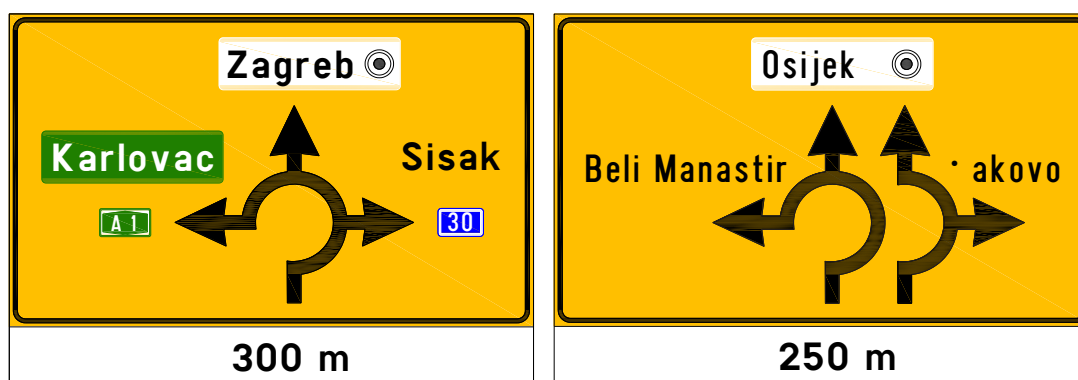 Zagreb
Karlovac
Sisak
A 1
30
300 m
Osijek
Beli Manastir
akovo
250 m